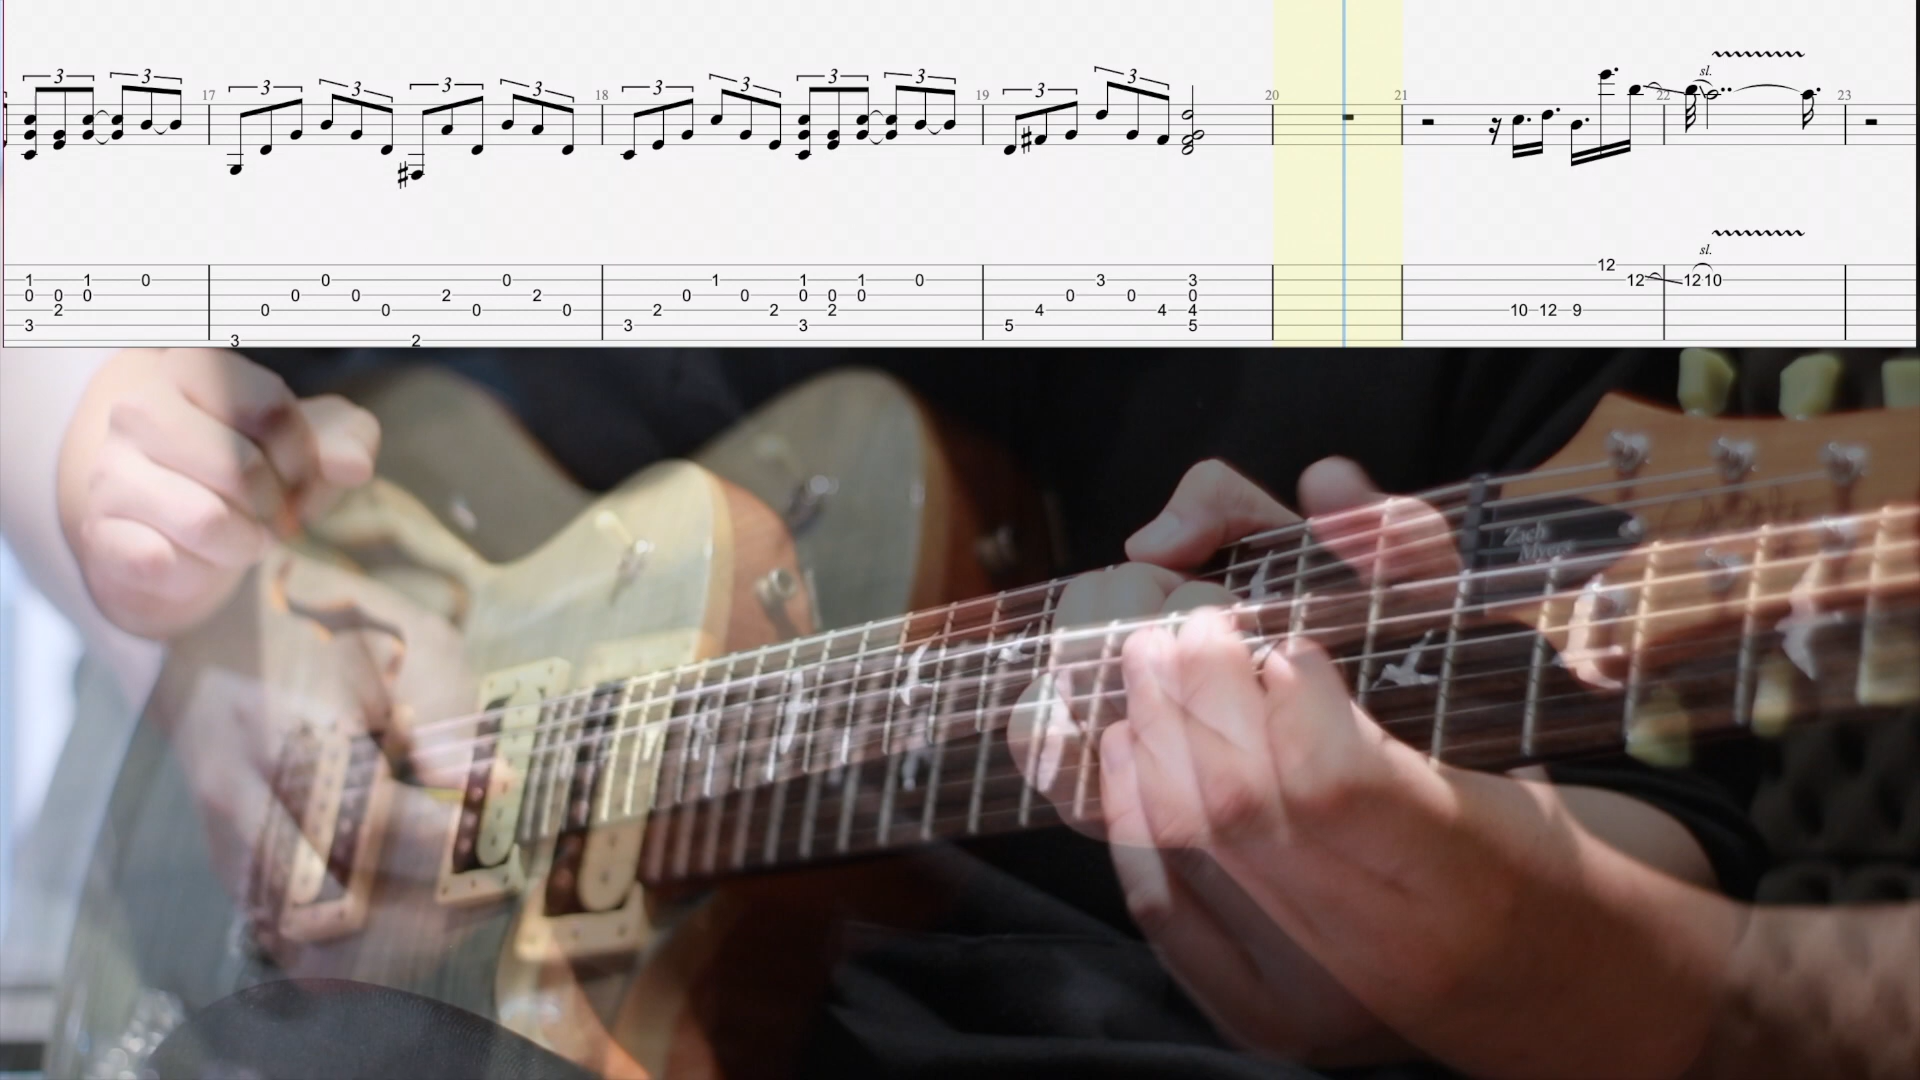 sl.
3 3 3 3 3 3 3 3 3 3 3 3
17 18 19 20 21 22 23
sl.
12
1 1 0 0 0 1 1 1 0 3 3 12 12 10
0 0 0 0 0 2 2 0 0 0 0 0 0 0 0
2 0 0 0 0 2 2 2 4 4 4 10 12 9
3 3 3 5 5
3 2
Zach
Myers